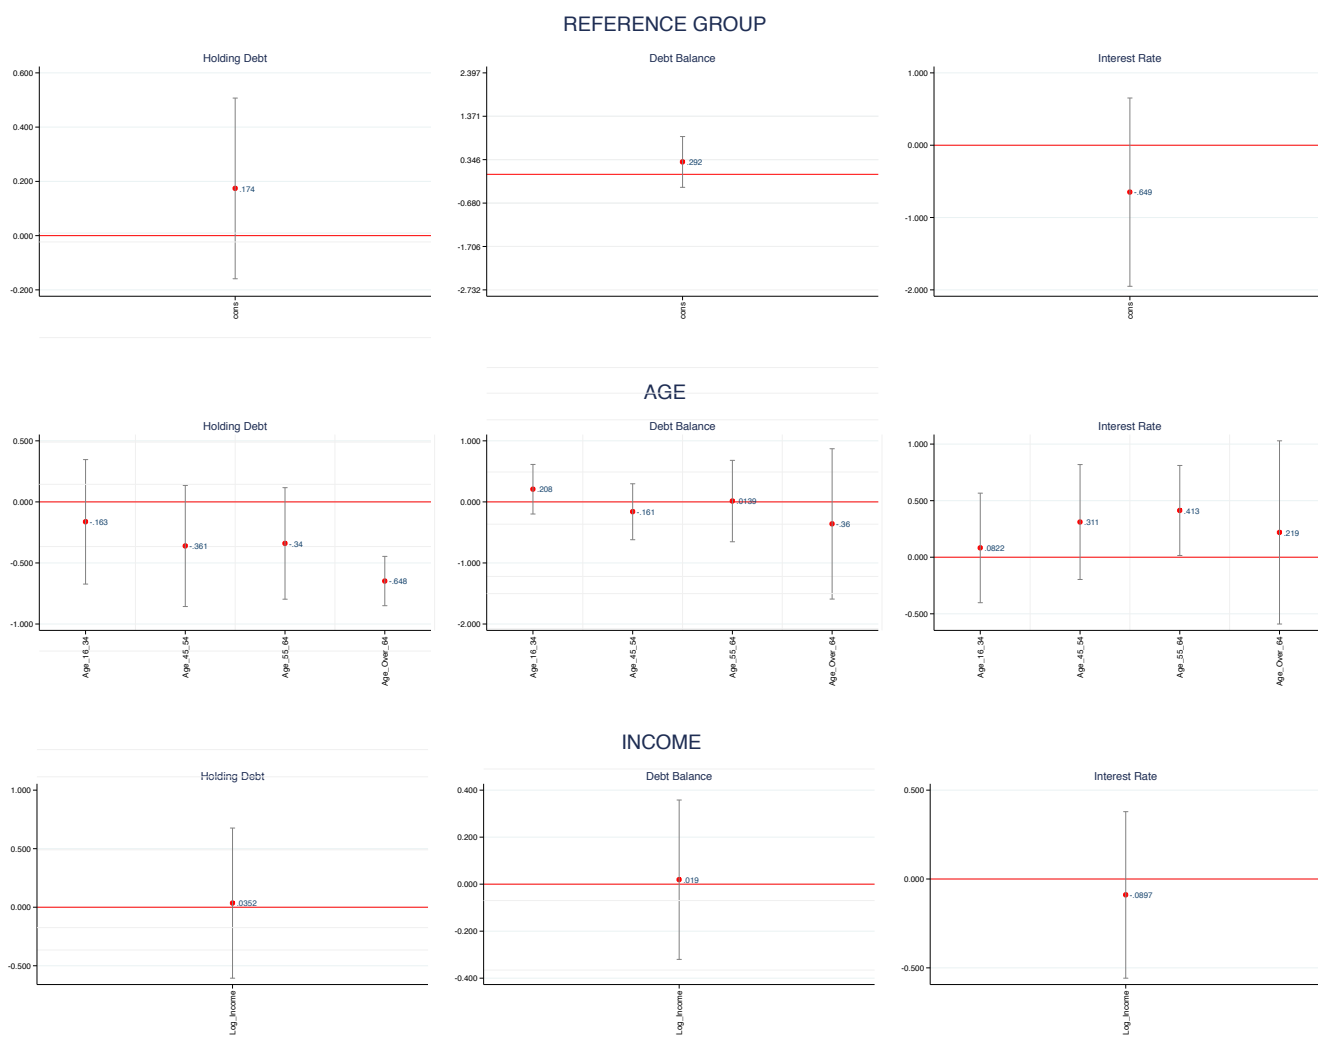 REFERENCE GROUP
Holding Debt
0.600
0.400
0.200
0.000
-0.200
.174
cons
Debt Balance
2.397
1.371
0.346
-0.680
-1.706
-2.732
.292
cons
Interest Rate
1.000
0.000
-1.000
-2.000
-.649
cons
AGE
Holding Debt
0.500
0.000
-0.500
-1.000
-.163
-.361
-.34
-.648
Age_16_34
Age_45_54
Age_55_64
Age_Over_64
Debt Balance
1.000
0.000
-1.000
-2.000
.208
-.161
.0139
-.36
Age_16_34
Age_45_54
Age_55_64
Age_Over_64
Interest Rate
1.000
0.500
0.000
-0.500
.0822
.311
.413
.219
Age_16_34
Age_45_54
Age_55_64
Age_Over_64
INCOME
Holding Debt
1.000
0.500
0.000
-0.500
.0352
Log_Income
Debt Balance
0.400
0.200
0.000
-0.200
-0.400
.019
Log_Income
Interest Rate
0.500
0.000
-0.500
-.0897
Log_Income